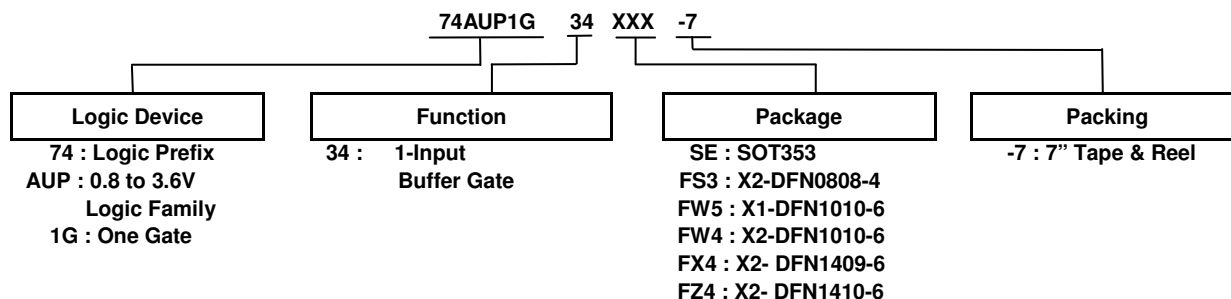 74AUP1G 34 XXX -7
Logic Device
74 : Logic Prefix
AUP : 0.8 to 3.6V
Logic Family
1G : One Gate
Function
34 : 1-Input
Buffer Gate
Package
SE : SOT353
FS3 : X2-DFN0808-4
FW5 : X1-DFN1010-6
FW4 : X2-DFN1010-6
FX4 : X2- DFN1409-6
FZ4 : X2- DFN1410-6
Packing
-7 : 7” Tape & Reel